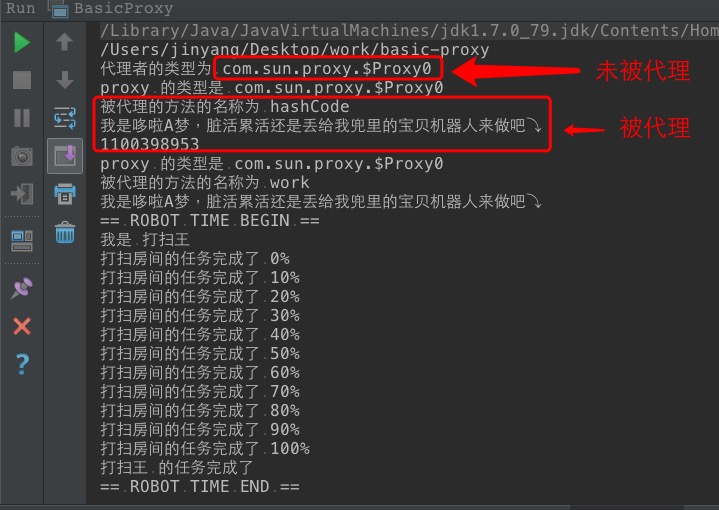 Run BasicProxy
/Library/Java/JavaVirtualMachines/jdk1.7.0_79.jdk/Contents/Hom
/Users/jinyang/Desktop/work/basic-proxy
代理者的类型为.com.sun.proxy.$Proxy0
未被代理
proxy.的类型是.com.sun.proxy.$Proxy0
被代理的方法的名称为.hashCode
我是哆啦A梦，脏活累活还是丢给我兜里的宝贝机器人来做吧⤵
被代理
1100398953
proxy.的类型是.com.sun.proxy.$Proxy0
被代理的方法的名称为.work
我是哆啦A梦，脏活累活还是丢给我兜里的宝贝机器人来做吧⤵
==.ROBOT.TIME.BEGIN.==
我是.打扫王
打扫房间的任务完成了.0%
打扫房间的任务完成了.10%
打扫房间的任务完成了.20%
打扫房间的任务完成了.30%
打扫房间的任务完成了.40%
打扫房间的任务完成了.50%
打扫房间的任务完成了.60%
打扫房间的任务完成了.70%
打扫房间的任务完成了.80%
打扫房间的任务完成了.90%
打扫房间的任务完成了.100%
打扫王.的任务完成了
==.ROBOT.TIME.END.==